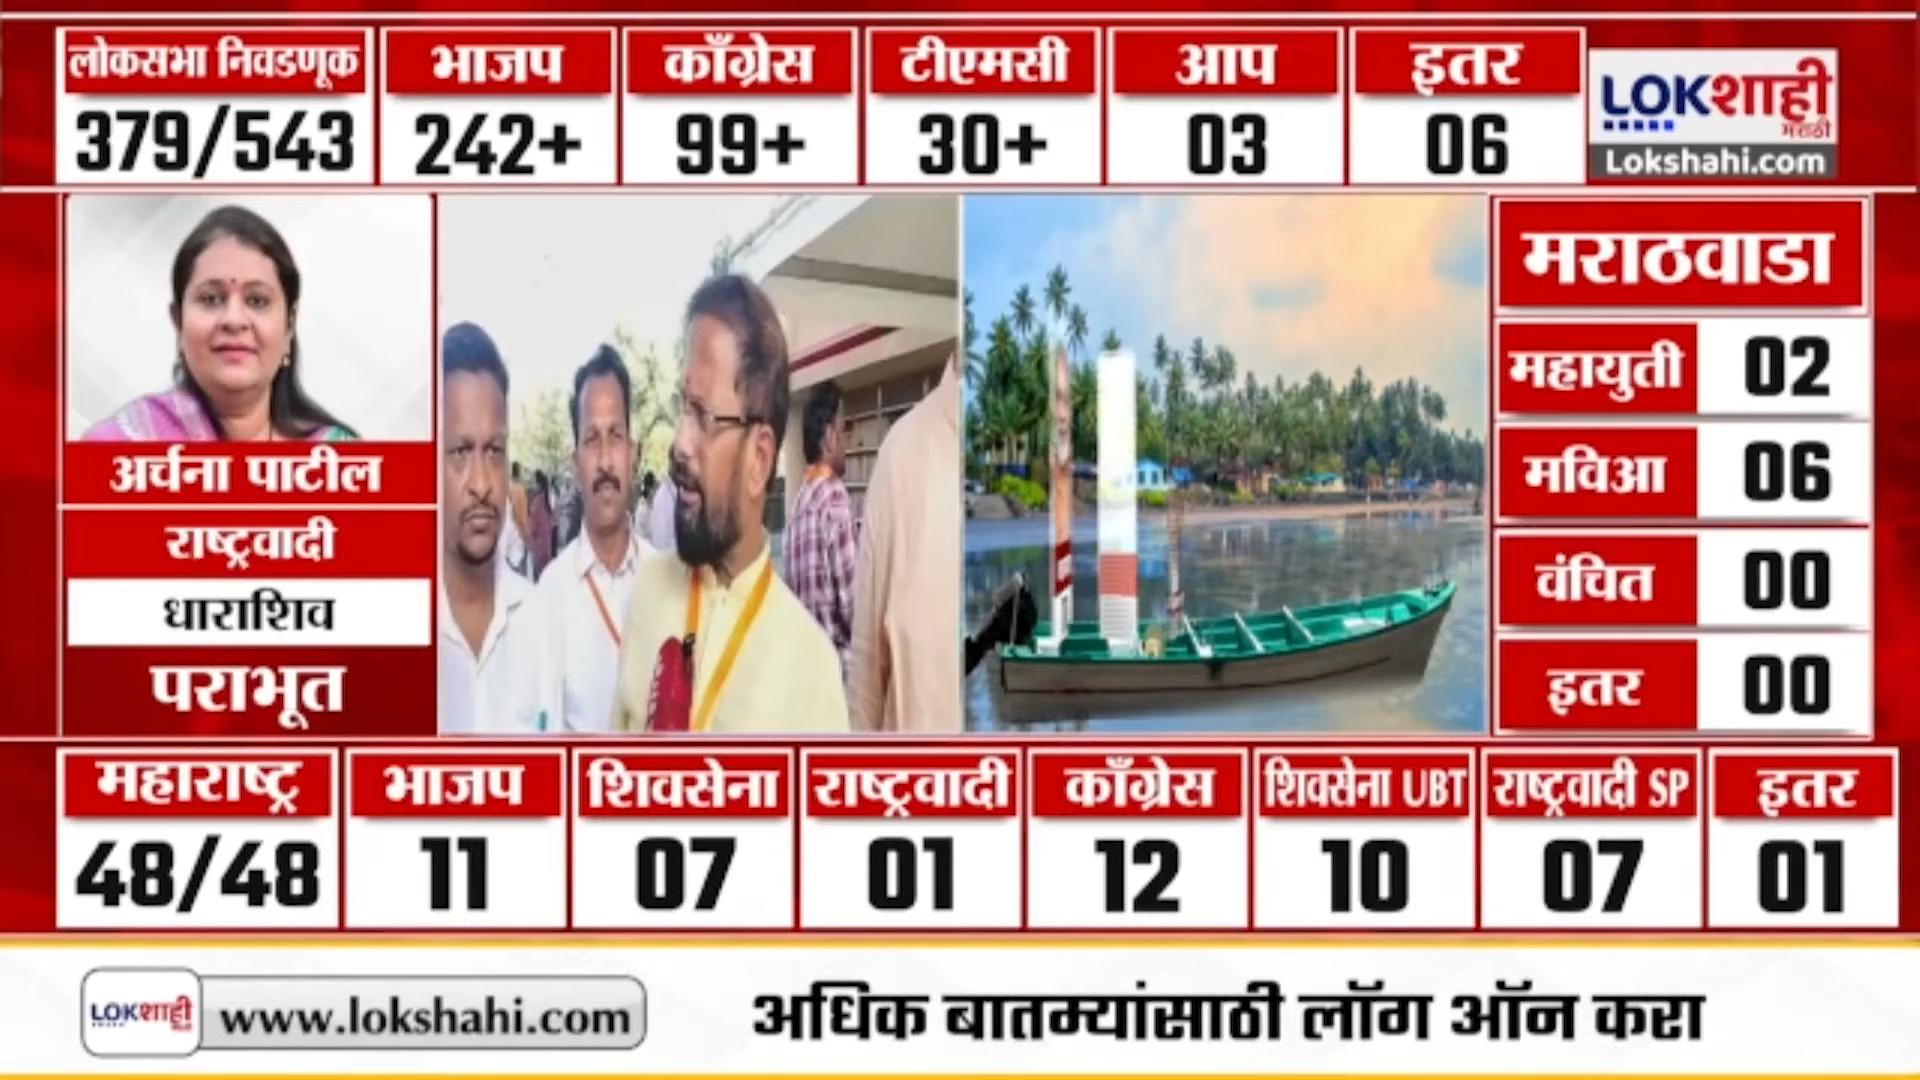 लोकसभा निवडणूक
379/543
भाजप
242+
काँग्रेस
99+
टीएमसी
30+
आप
03
इतर
06
LOKशाही
मराठी
Lokshahi.com
अर्चना पाटील
राष्ट्रवादी
धाराशिव
पराभूत
मराठवाडा
महायुती 02
मविआ 06
वंचित 00
इतर 00
महाराष्ट्र
48/48
भाजप
11
शिवसेना
07
राष्ट्रवादी
01
काँग्रेस
12
शिवसेना UBT
10
राष्ट्रवादी SP
07
इतर
01
LOKशाही
www.lokshahi.com
अधिक बातम्यांसाठी लॉग ऑन करा